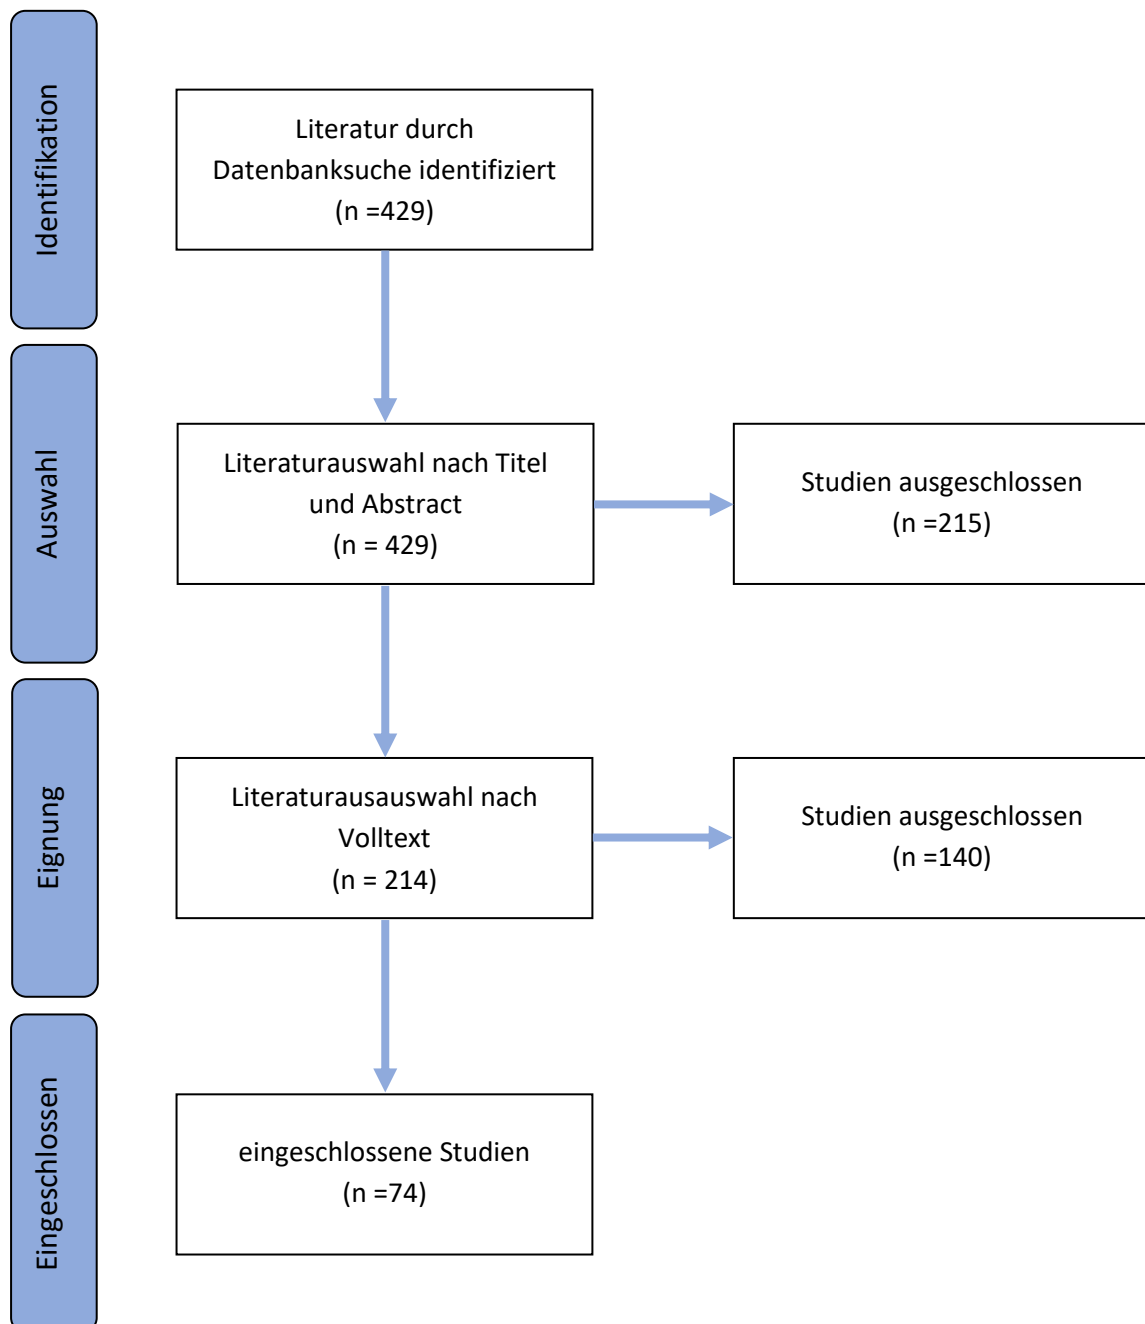 Identifikation
Literatur durch
Datenbanksuche identifiziert
(n =429)
Auswahl
Literaturauswahl nach Titel
und Abstract
(n = 429)
Studien ausgeschlossen
(n =215)
Eignung
Literaturausauswahl nach
Volltext
(n = 214)
Studien ausgeschlossen
(n =140)
Eingeschlossen
eingeschlossene Studien
(n =74)